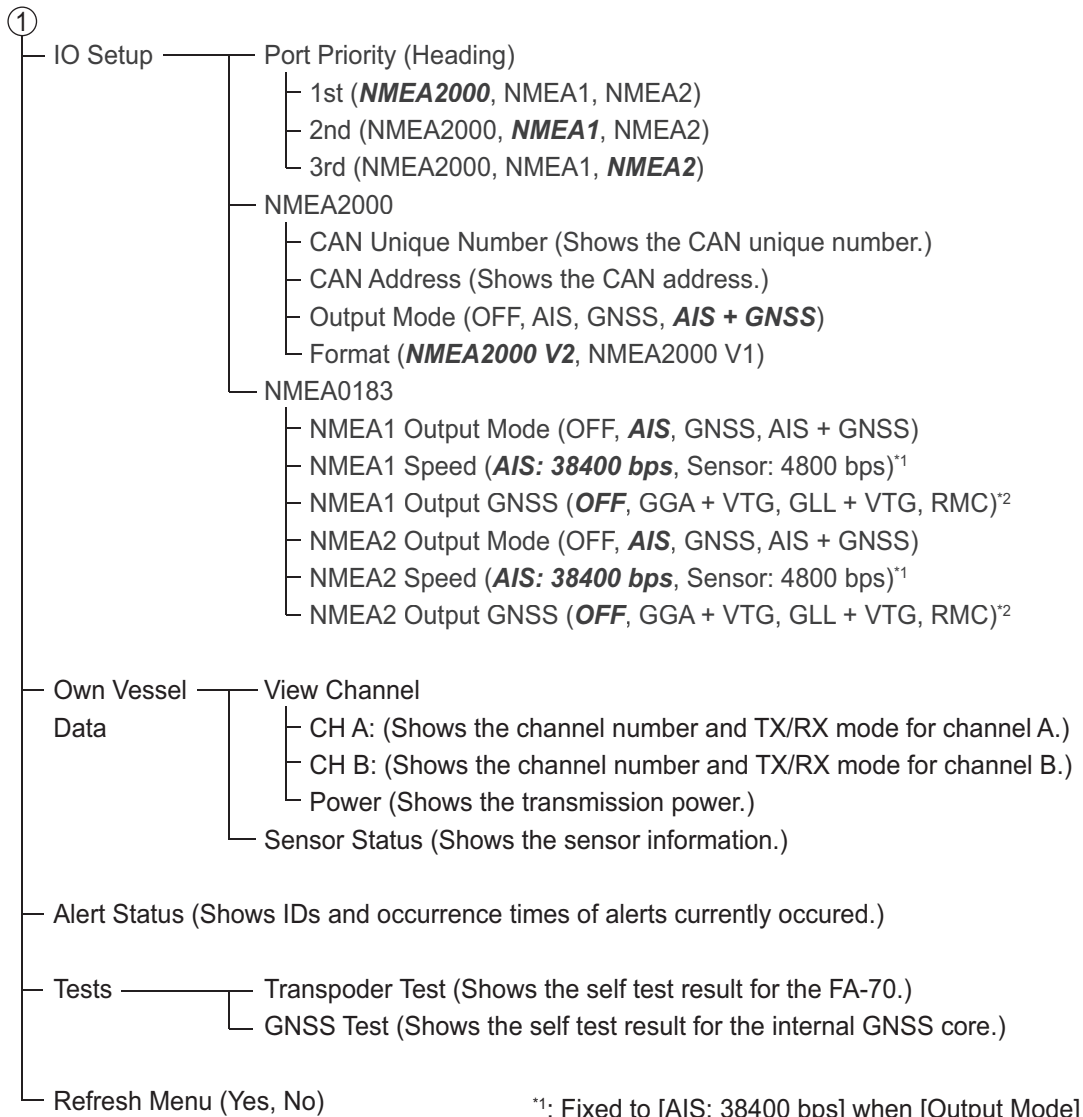 1
IO Setup
Port Priority (Heading)
1st (NMEA2000, NMEA1, NMEA2)
2nd (NMEA2000, NMEA1, NMEA2)
3rd (NMEA2000, NMEA1, NMEA2)
NMEA2000
CAN Unique Number (Shows the CAN unique number.)
CAN Address (Shows the CAN address.)
Output Mode (OFF, AIS, GNSS, AIS + GNSS)
Format (NMEA2000 V2, NMEA2000 V1)
NMEA0183
NMEA1 Output Mode (OFF, AIS, GNSS, AIS + GNSS)
NMEA1 Speed (AIS: 38400 bps, Sensor: 4800 bps)*1
NMEA1 Output GNSS (OFF, GGA + VTG, GLL + VTG, RMC)*2
NMEA2 Output Mode (OFF, AIS, GNSS, AIS + GNSS)
NMEA2 Speed (AIS: 38400 bps, Sensor: 4800 bps)*1
NMEA2 Output GNSS (OFF, GGA + VTG, GLL + VTG, RMC)*2
Own Vessel
Data
View Channel
CH A: (Shows the channel number and TX/RX mode for channel A.)
CH B: (Shows the channel number and TX/RX mode for channel B.)
Power (Shows the transmission power.)
Sensor Status (Shows the sensor information.)
Alert Status (Shows IDs and occurrence times of alerts currently occured.)
Tests
Transpoder Test (Shows the self test result for the FA-70.)
GNSS Test (Shows the self test result for the internal GNSS core.)
Refresh Menu (Yes, No)
*1: Fixed to [AIS: 38400 bps] when [Output Mode]